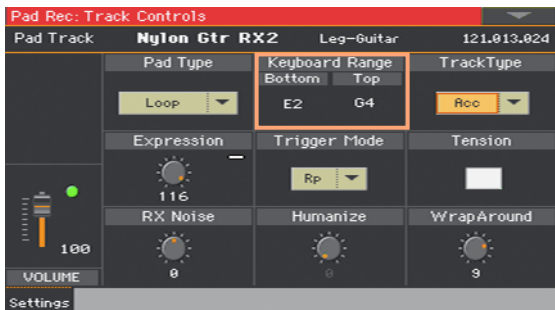 Pad Rec: Track Controls
Pad Track Nylon Gtr RX2 Leg-Guitar 121.013.024
Pad Type Keyboard Range TrackType
Bottom Top
Loop E2 G4 Acc
Expression Trigger Mode Tension
Rp
116
RX Noise Humanize WrapAround
100
0 0 9
VOLUME
Settings